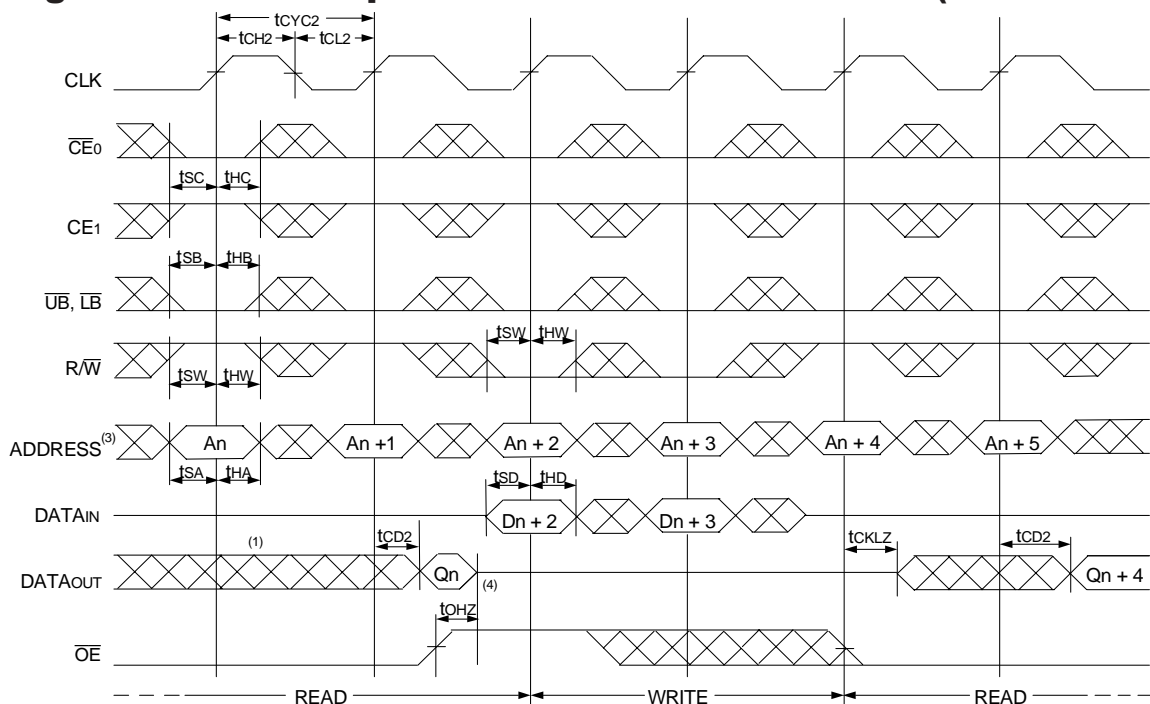 tCYC2
tCH2 tCL2
CLK
CE0
tSC tHC
CE1
tSB tHB
UB, LB
tSW tHW
R/W
tSW tHW
ADDRESS(3) An An +1 An + 2 An + 3 An + 4 An + 5
tSA tHA tSD tHD
DATAIN Dn + 2 Dn + 3
(1) tCD2 tCKLZ tCD2
DATAOUT Qn (4) Qn + 4
tOHZ
OE
READ WRITE READ